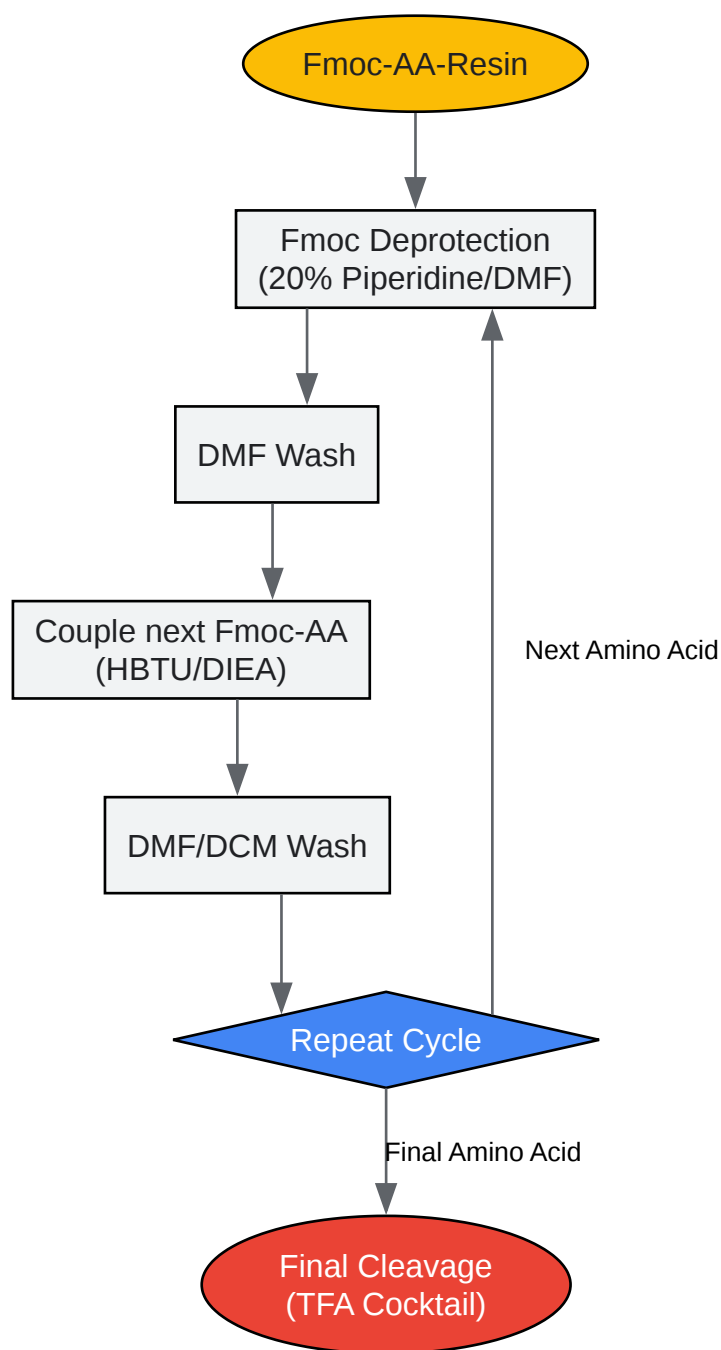 Fmoc-AA-Resin
Fmoc Deprotection
(20% Piperidine/DMF)
DMF Wash
Couple next Fmoc-AA
(HBTU/DIEA)
Next Amino Acid
DMF/DCM Wash
Repeat Cycle
Final Amino Acid
Final Cleavage
(TFA Cocktail)